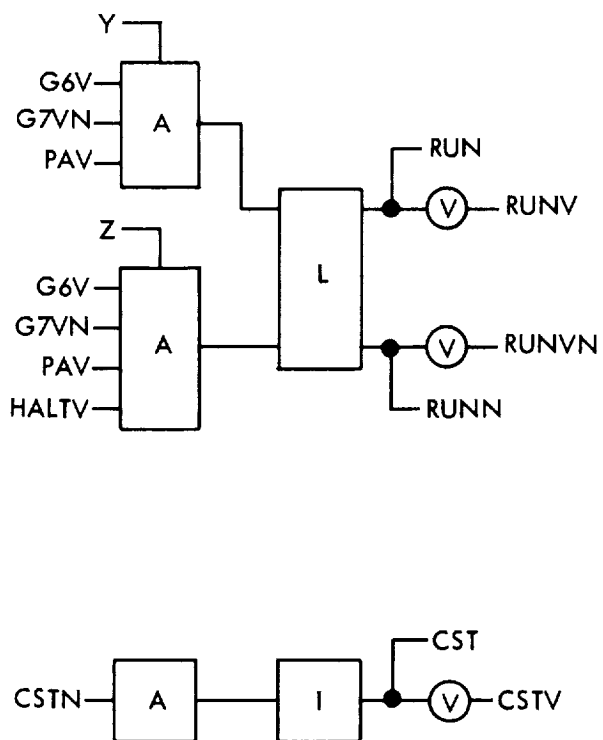 Y
G6V
G7VN
PAV
A
RUN
V
RUNV
Z
G6V
G7VN
PAV
HALTV
A
L
V
RUNVN
RUNN
CSTN
A
I
CST
V
CSTV